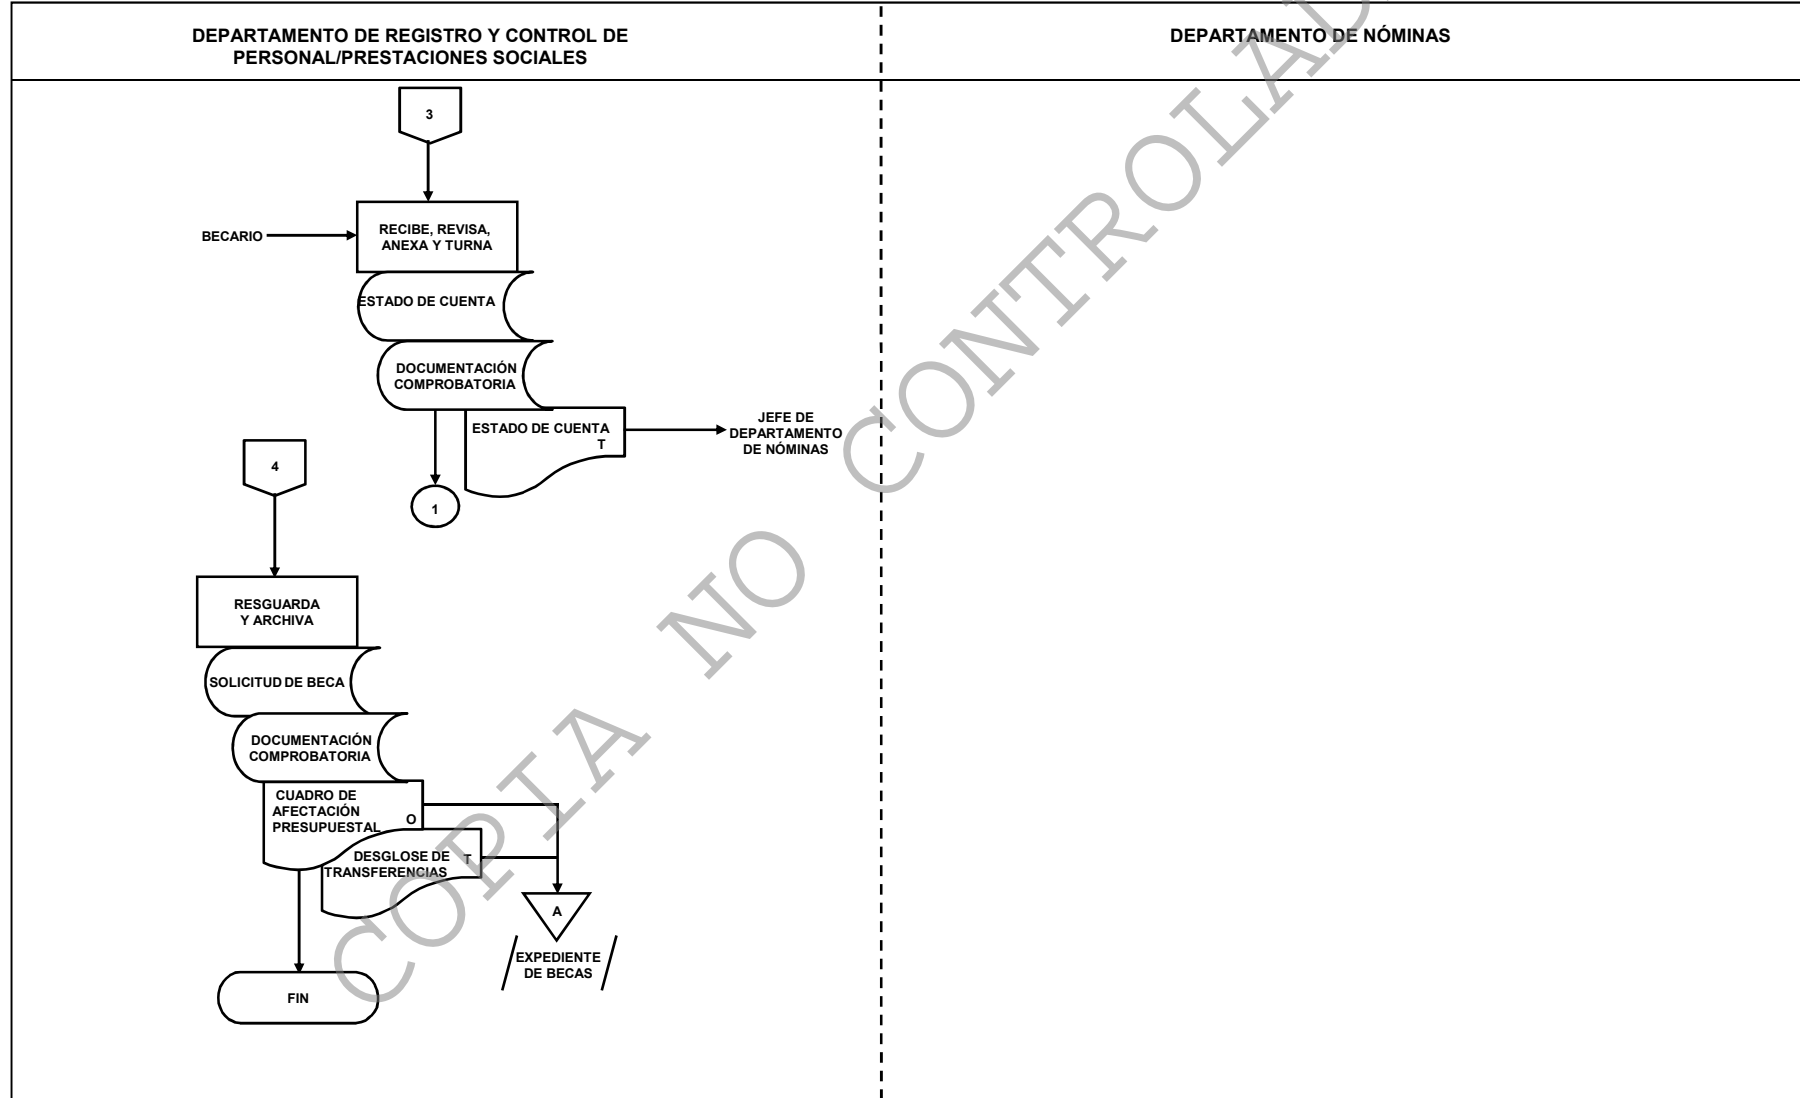 DEPARTAMENTO DE REGISTRO Y CONTROL DE
PERSONAL/PRESTACIONES SOCIALES
DEPARTAMENTO DE NÓMINAS
3
BECARIO
RECIBE, REVISA,
ANEXA Y TURNA
ESTADO DE CUENTA
DOCUMENTACIÓN
COMPROBATORIA
ESTADO DE CUENTA
T
JEFE DE
DEPARTAMENTO
DE NÓMINAS
1
4
RESGUARDA
Y ARCHIVA
SOLICITUD DE BECA
DOCUMENTACIÓN
COMPROBATORIA
CUADRO DE
AFECTACIÓN
PRESUPUESTAL
O
DESGLOSE DE T
TRANSFERENCIAS
A
EXPEDIENTE
DE BECAS
FIN
COPIA NO CONTROLAD